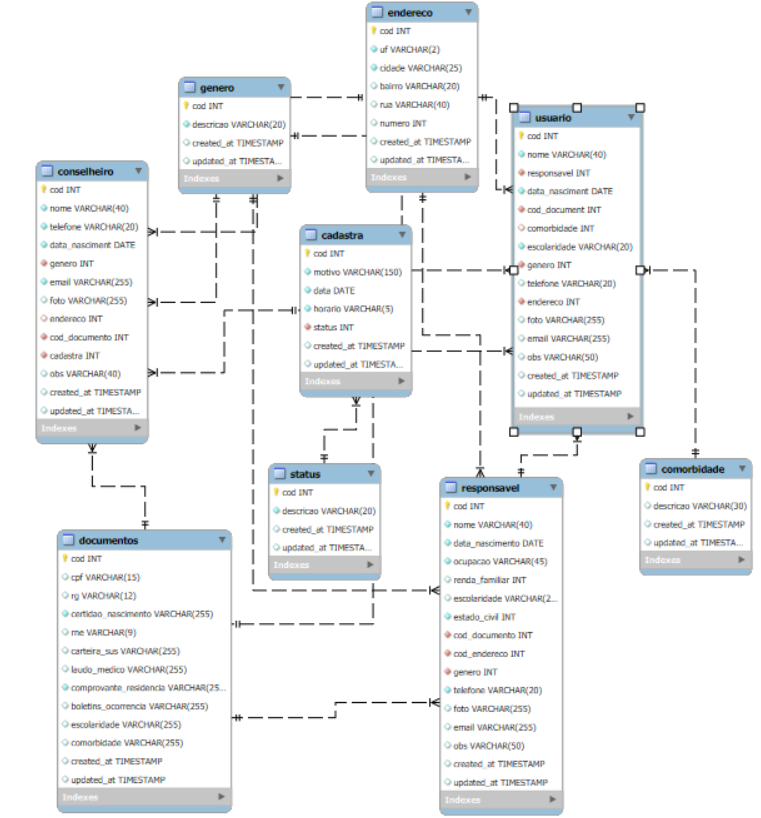 endereco
cod INT
uf VARCHAR(2)
cidade VARCHAR(25)
bairro VARCHAR(20)
rua VARCHAR(40)
numero INT
created_at TIMESTAMP
updated_at TIMESTA...
Indexes
genero
cod INT
descricao VARCHAR(20)
created_at TIMESTAMP
updated_at TIMESTA...
Indexes
usuario
cod INT
nome VARCHAR(40)
responsavel INT
data_nasciment DATE
cod_document INT
comorbidade INT
escolaridade VARCHAR(20)
genero INT
telefone VARCHAR(20)
endereco INT
foto VARCHAR(255)
email VARCHAR(255)
obs VARCHAR(50)
created_at TIMESTAMP
updated_at TIMESTAMP
Indexes
conselheiro
cod INT
nome VARCHAR(40)
telefone VARCHAR(20)
data_nasciment DATE
genero INT
email VARCHAR(255)
foto VARCHAR(255)
endereco INT
cod_documento INT
cadastra INT
obs VARCHAR(40)
created_at TIMESTAMP
updated_at TIMESTA...
Indexes
cadastra
cod INT
motivo VARCHAR(150)
data DATE
horario VARCHAR(5)
status INT
created_at TIMESTAMP
updated_at TIMESTA...
Indexes
status
cod INT
descricao VARCHAR(20)
created_at TIMESTAMP
updated_at TIMESTA...
Indexes
comorbidade
cod INT
descricao VARCHAR(30)
created_at TIMESTAMP
updated_at TIMESTA...
Indexes
responsavel
cod INT
nome VARCHAR(40)
data_nascimento DATE
ocupacao VARCHAR(45)
renda_familiar INT
escolaridade VARCHAR(2...
estado_civil INT
cod_documento INT
cod_endereco INT
genero INT
telefone VARCHAR(20)
foto VARCHAR(255)
email VARCHAR(255)
obs VARCHAR(50)
created_at TIMESTAMP
updated_at TIMESTAMP
Indexes
documentos
cod INT
cpf VARCHAR(15)
rg VARCHAR(12)
certidao_nascimento VARCHAR(255)
rne VARCHAR(9)
carteira_sus VARCHAR(255)
laudo_medico VARCHAR(255)
comprovante_residencia VARCHAR(25...
boletins_ocorrencia VARCHAR(255)
escolaridade VARCHAR(255)
comorbidade VARCHAR(255)
created_at TIMESTAMP
updated_at TIMESTAMP
Indexes